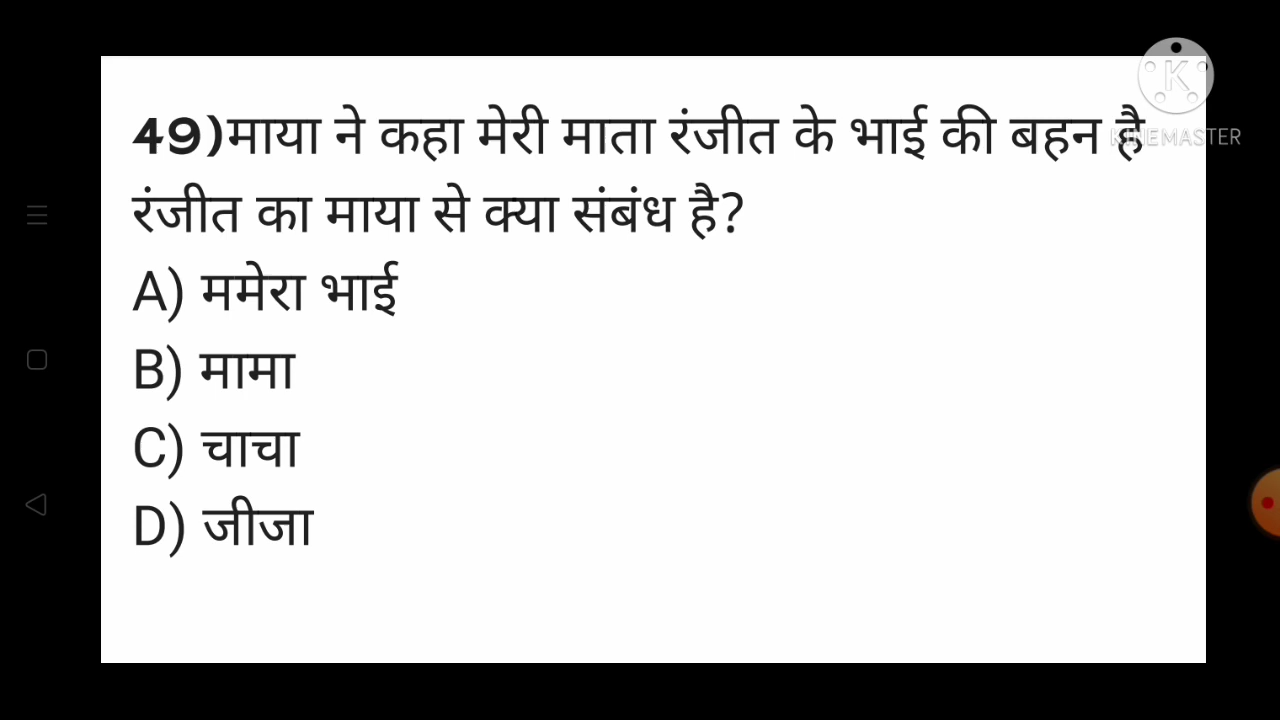 49)माया ने कहा मेरी माता रंजीत के भाई की बहन है
रंजीत का माया से क्या संबंध है?
A) ममेरा भाई
B) मामा
C) चाचा
D) जीजा
K
KINEMASTER